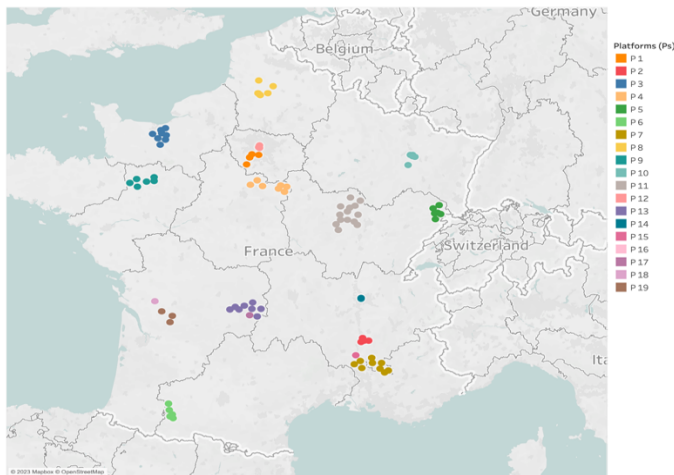 Germany
Belgium
France
Switzerland
Ita
© 2023 Mapbox © OpenStreetMap
Platforms (Ps)
P 1
P 2
P 3
P 4
P 5
P 6
P 7
P 8
P 9
P 10
P 11
P 12
P 13
P 14
P 15
P 16
P 17
P 18
P 19